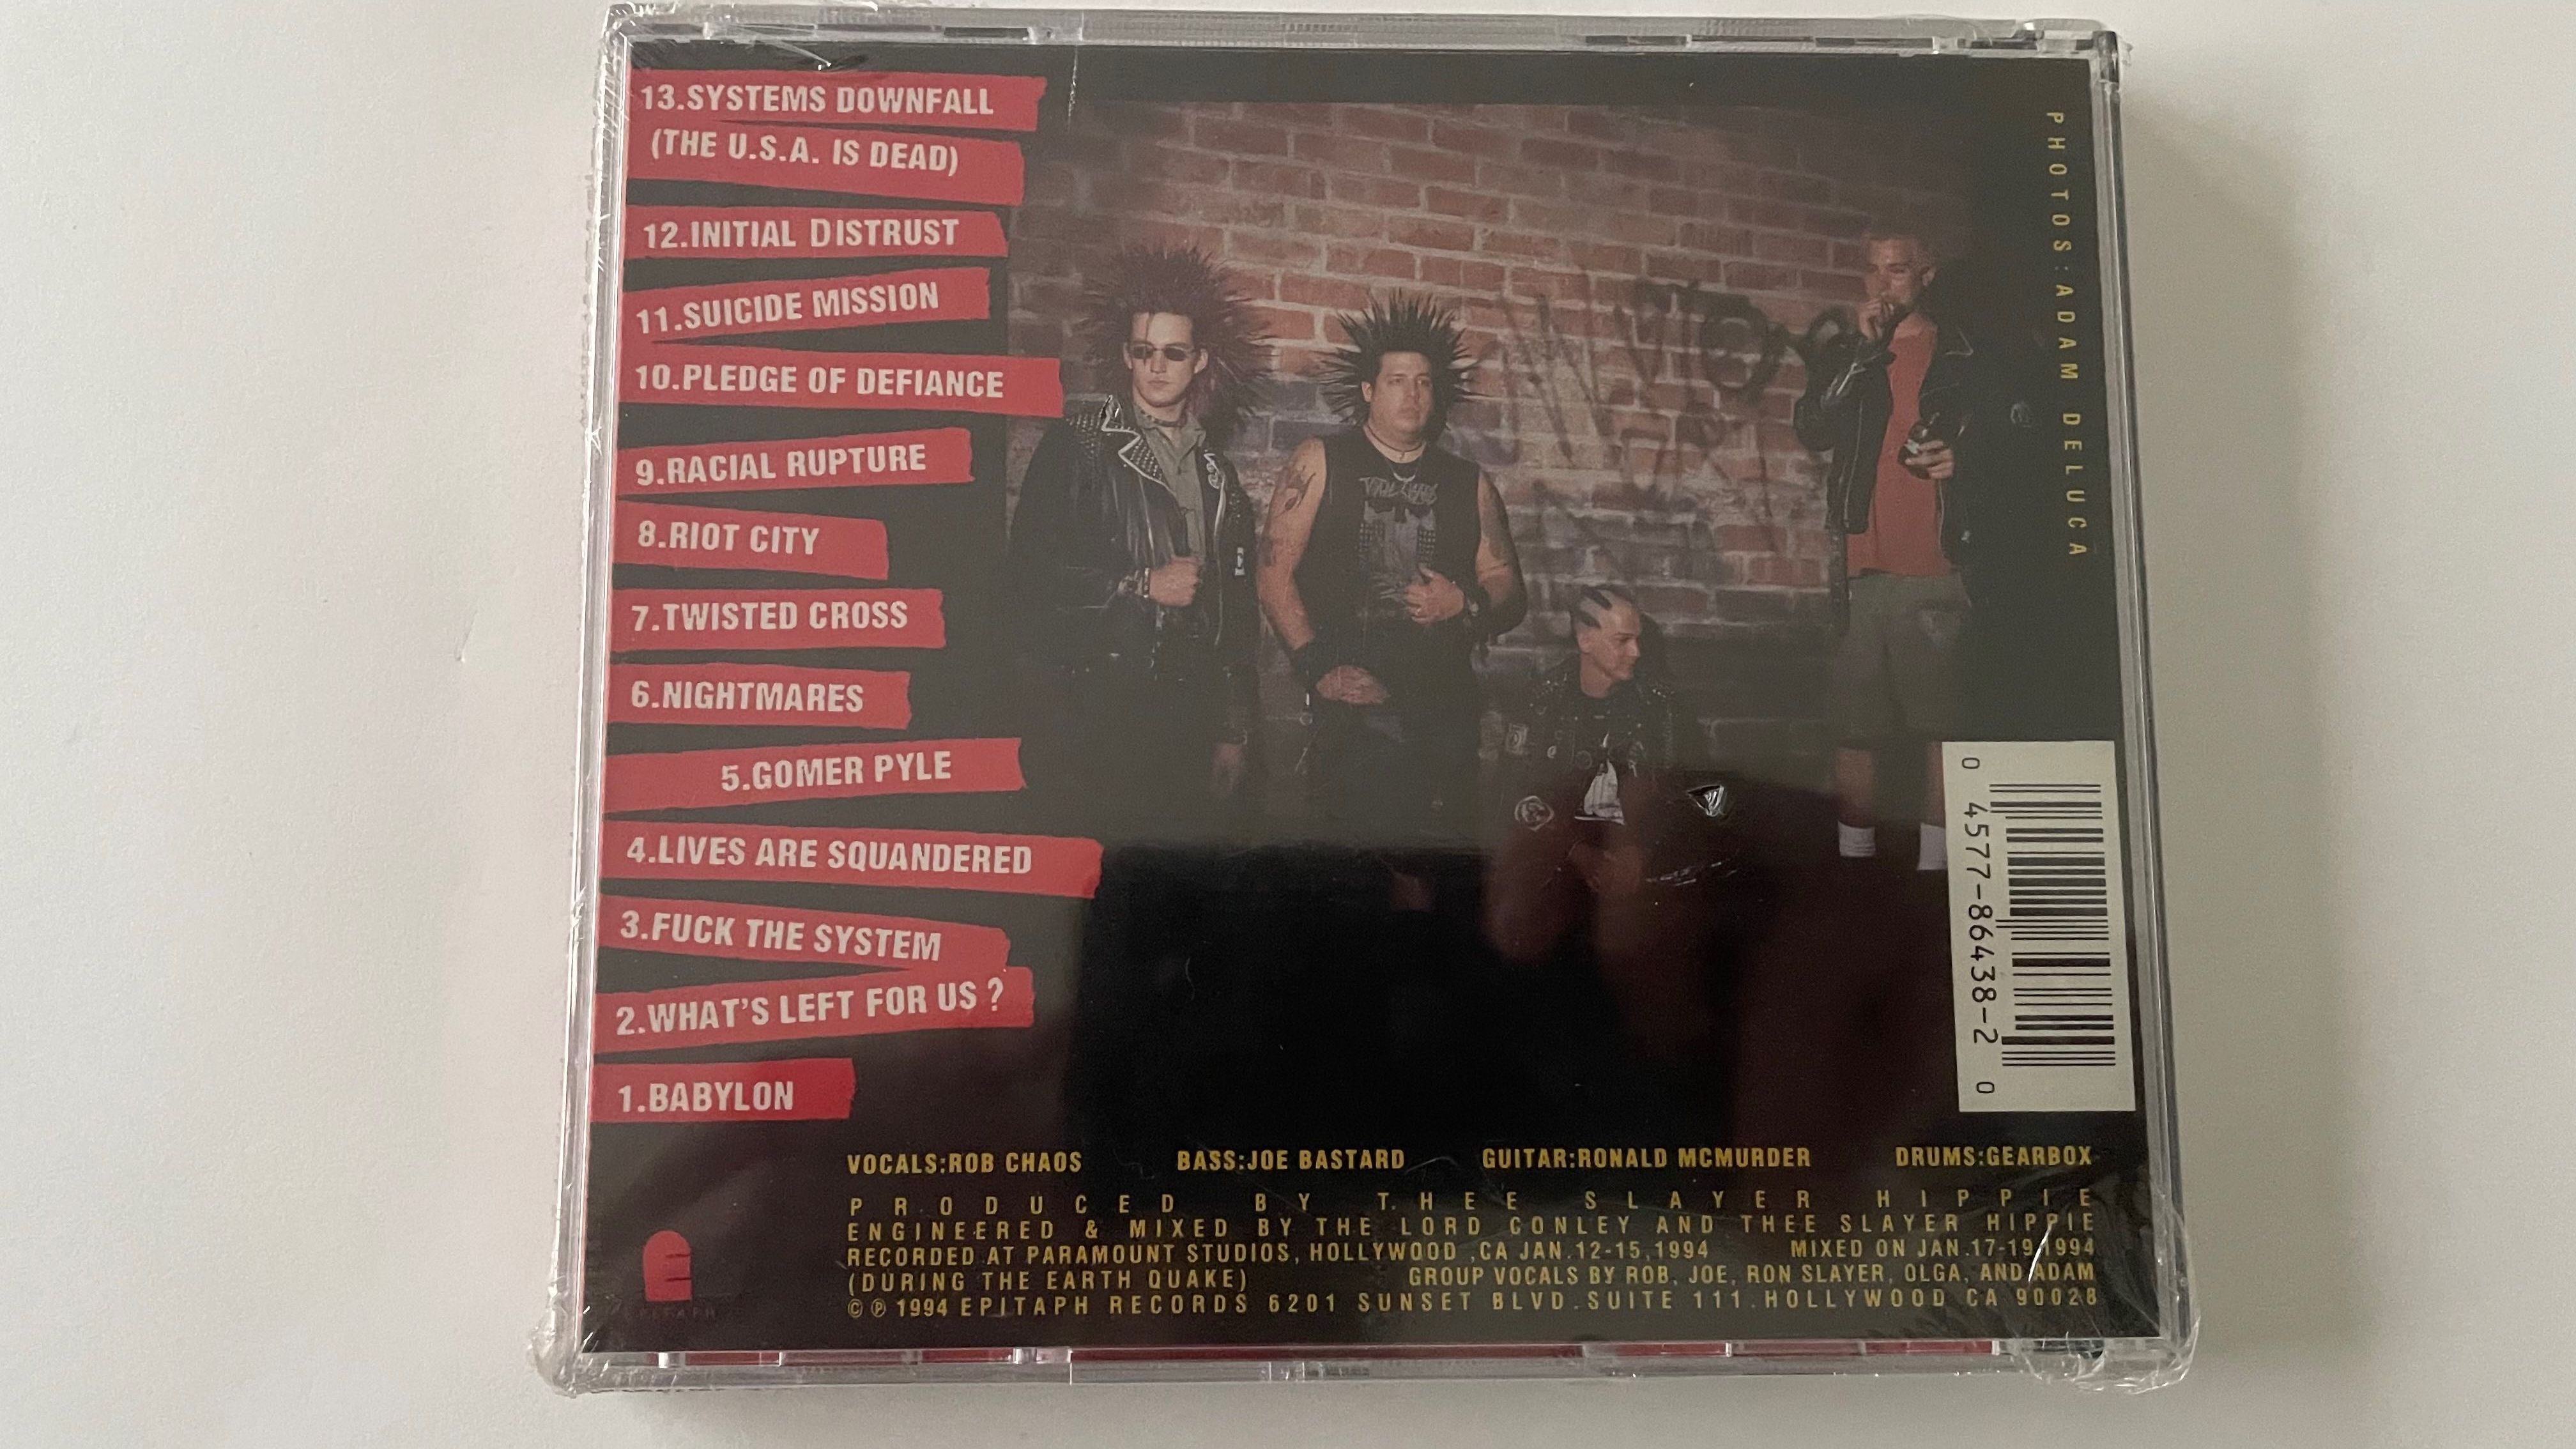 13.SYSTEMS DOWNFALL
(THE U.S.A. IS DEAD)
12.INITIAL DISTRUST
11.SUICIDE MISSION
10.PLEDGE OF DEFIANCE
9.RACIAL RUPTURE
8.RIOT CITY
7.TWISTED CROSS
6.NIGHTMARES
5.GOMER PYLE
4.LIVES ARE SQUANDERED
3.FUCK THE SYSTEM
2.WHAT'S LEFT FOR US ?
1.BABYLON
PHOTOS:ADAM DELUCA
0 4577-86438-2 0
VOCALS:ROB CHAOS BASS:JOE BASTARD GUITAR:RONALD MCMURDER DRUMS:GEARBOX
PRODUCED BY THEE SLAYER HIPPIE
ENGINEERED & MIXED BY THE LORD CONLEY AND THEE SLAYER HIPPIE
RECORDED AT PARAMOUNT STUDIOS, HOLLYWOOD ,CA JAN.12-15,1994 MIXED ON JAN.17-19,1994
(DURING THE EARTH QUAKE) GROUP VOCALS BY ROB, JOE, RON SLAYER, OLGA, AND ADAM
©℗ 1994 EPITAPH RECORDS 6201 SUNSET BLVD.SUITE 111.HOLLYWOOD CA 90028
EPITAPH